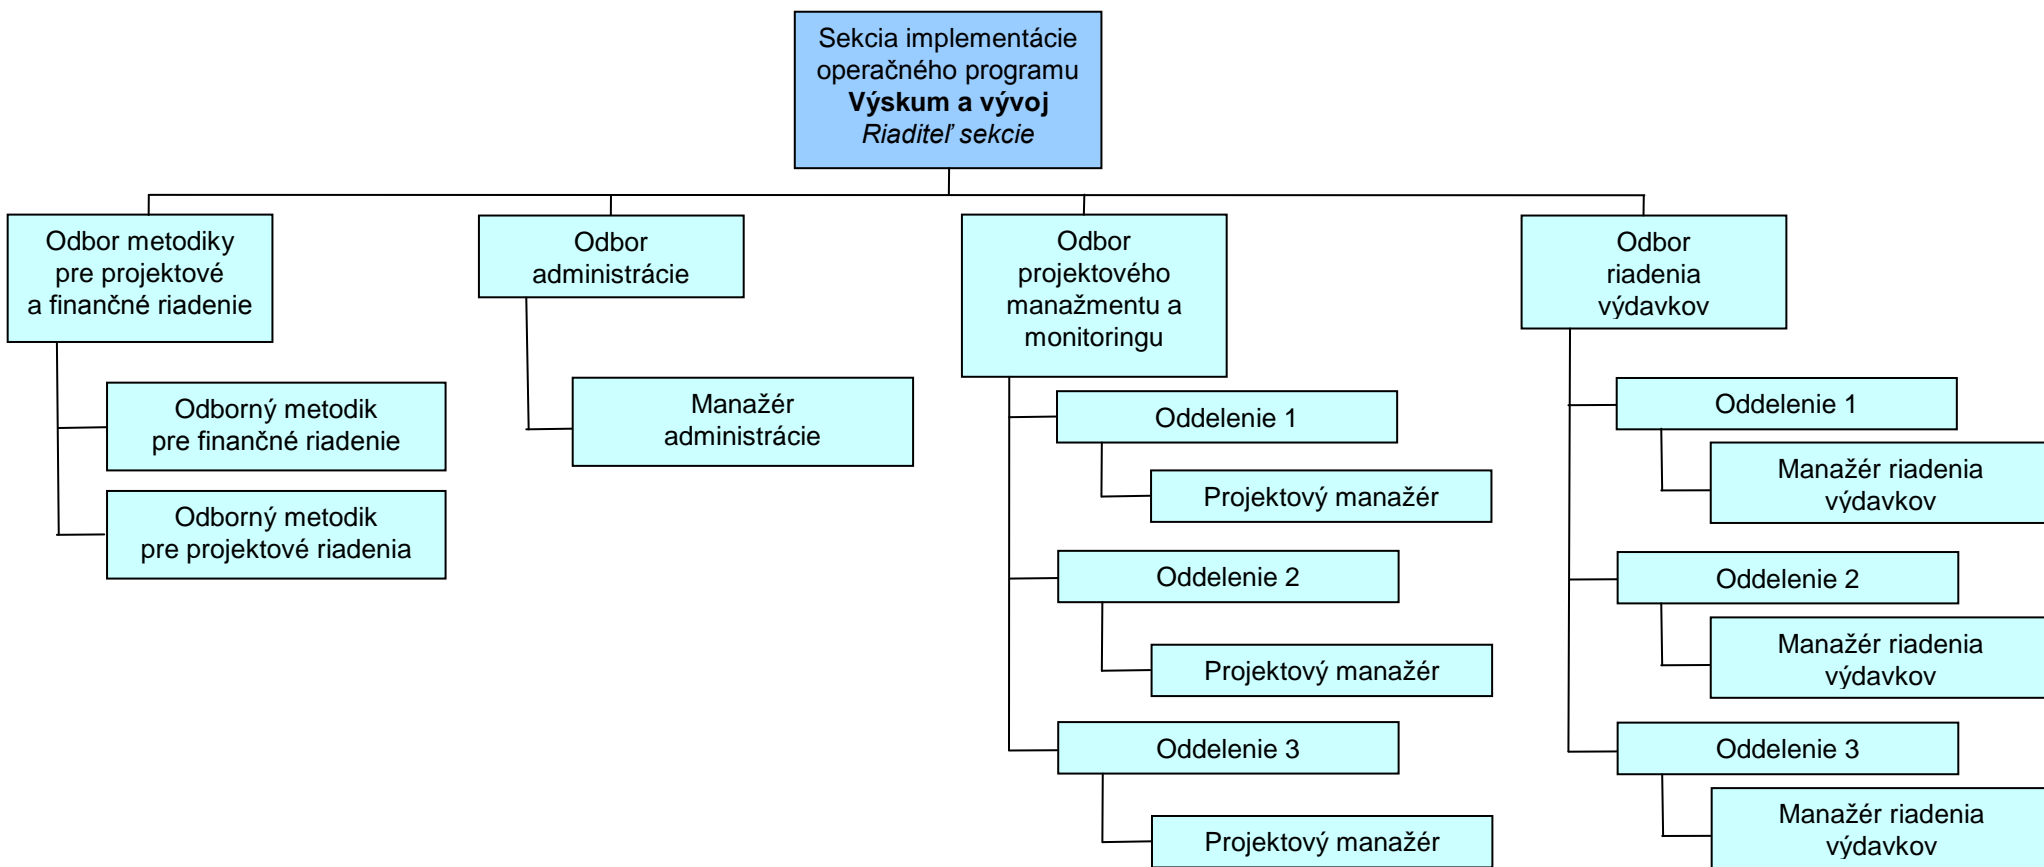 Sekcia implementácie
operačného programu
Výskum a vývoj
Riaditeľ sekcie
Odbor metodiky
pre projektové
a finančné riadenie
Odborný metodik
pre finančné riadenie
Odborný metodik
pre projektové riadenia
Odbor
administrácie
Manažér
administrácie
Odbor
projektového
manažmentu a
monitoringu
Oddelenie 1
Projektový manažér
Oddelenie 2
Projektový manažér
Oddelenie 3
Projektový manažér
Odbor
riadenia
výdavkov
Oddelenie 1
Manažér riadenia
výdavkov
Oddelenie 2
Manažér riadenia
výdavkov
Oddelenie 3
Manažér riadenia
výdavkov